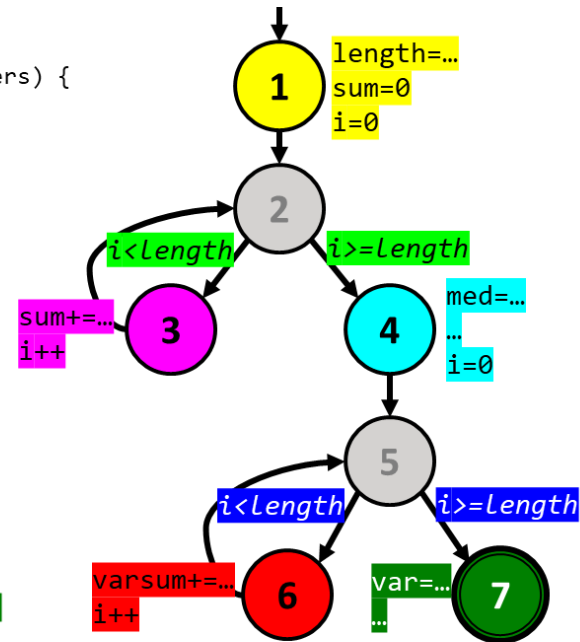 length=…
sum=0
i=0
ers) {
1
2
i<length
i>=length
sum+=…
i++
3
4
med=…
…
i=0
5
i<length
i>=length
varsum+=…
i++
6
var=…
…
7